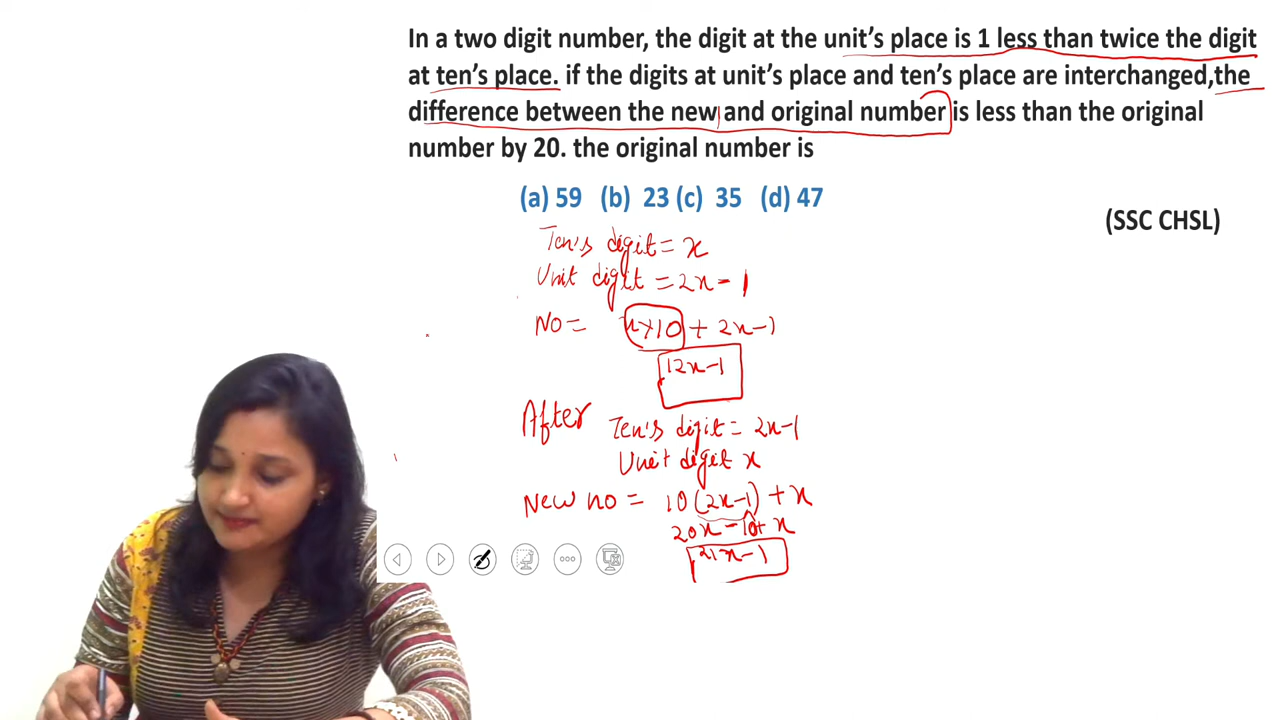 In a two digit number, the digit at the unit's place is 1 less than twice the digit
at ten's place. if the digits at unit's place and ten's place are interchanged,the
difference between the new and original number is less than the original
number by 20. the original number is
(a) 59 (b) 23 (c) 35 (d) 47
(SSC CHSL)
Ten's digit = x
Unit digit = 2x - 1
No = x×10 + 2x-1
12x-1
After
Ten's digit = 2x-1
Unit digit x
New no = 10(2x-1) + x
20x - 10 + x
21x-1